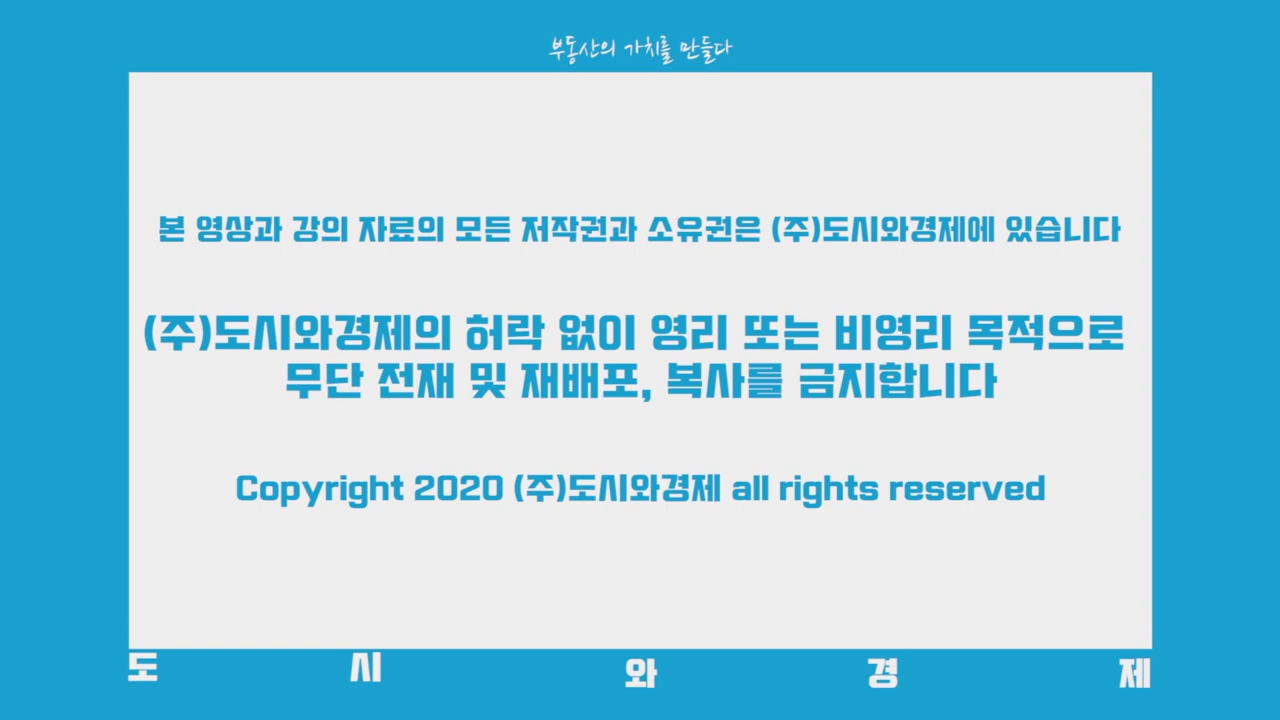 부동산의 가치를 만들다
본 영상과 강의 자료의 모든 저작권과 소유권은 (주)도시와경제에 있습니다
(주)도시와경제의 허락 없이 영리 또는 비영리 목적으로
무단 전재 및 재배포, 복사를 금지합니다
Copyright 2020 (주)도시와경제 all rights reserved
도 시 와 경 제